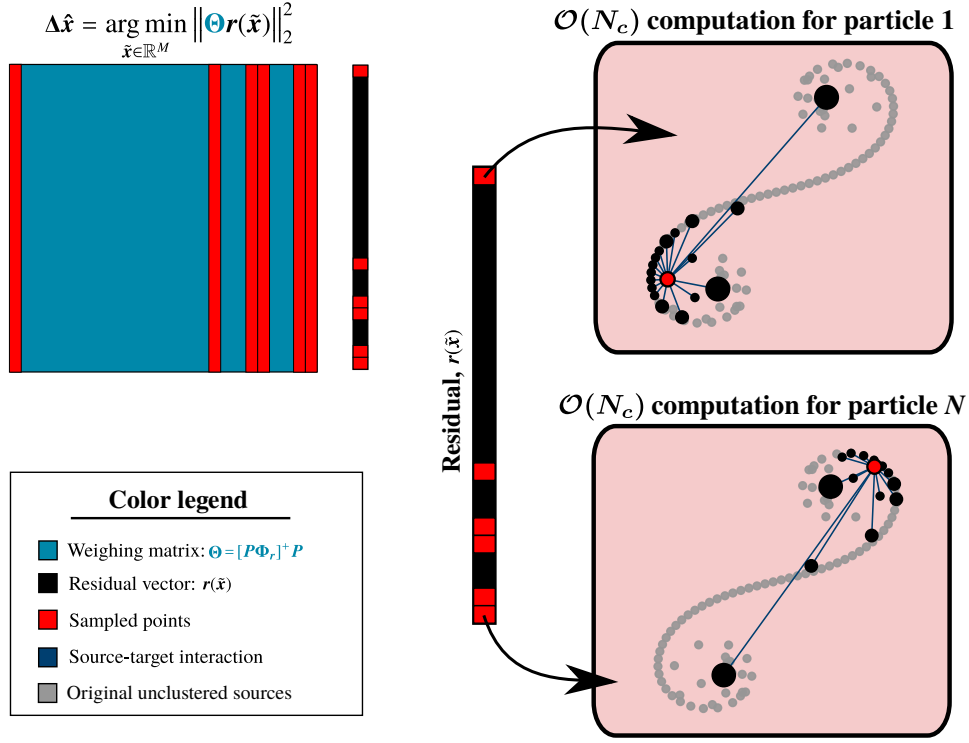 Δx̂ = arg min ‖Θr(x̃)‖₂²
x̃∈ℝᴹ
𝒪(N_c) computation for particle 1
Residual, r(x̃)
𝒪(N_c) computation for particle N
Color legend
Weighing matrix: Θ=[PΦ_r]⁺P
Residual vector: r(x̃)
Sampled points
Source-target interaction
Original unclustered sources